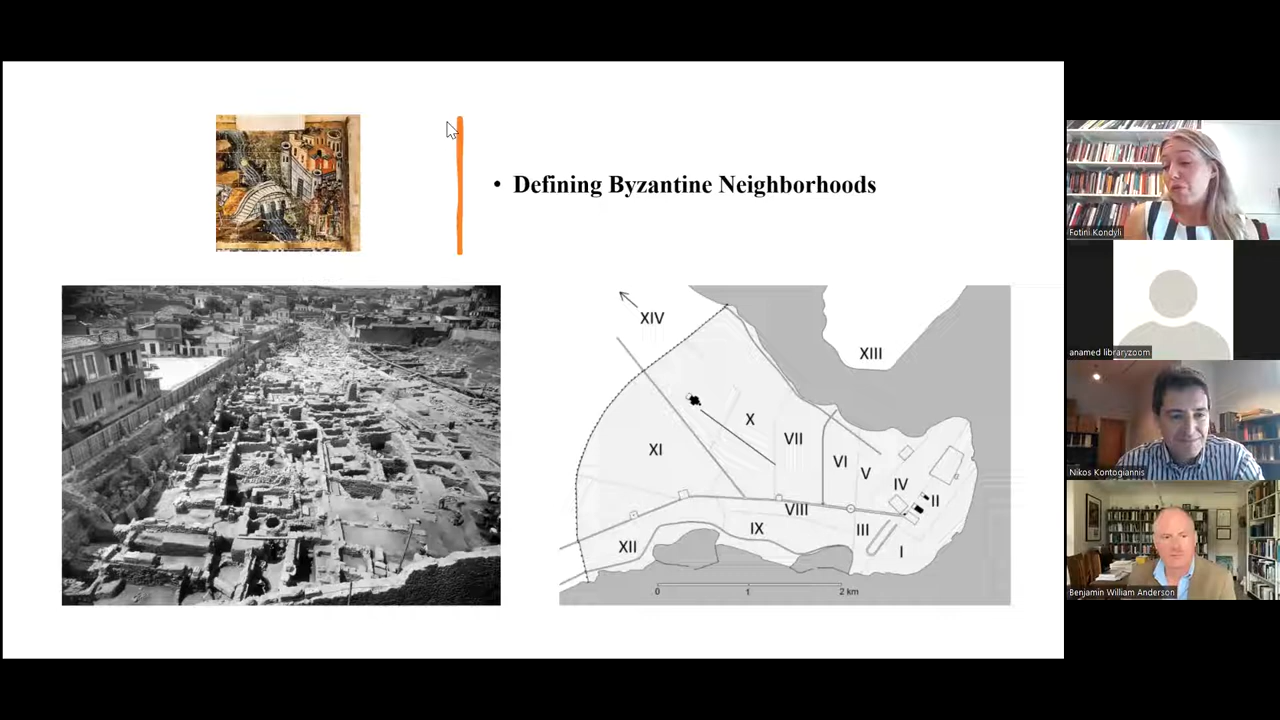 • Defining Byzantine Neighborhoods
XIV
XIII
X
XI
VII
VI
V
IV
II
VIII
IX
III
XII
I
0 1 2 km
Fotini Kondyli
anamed libraryzoom
Nikos Kontogiannis
Benjamin William Anderson